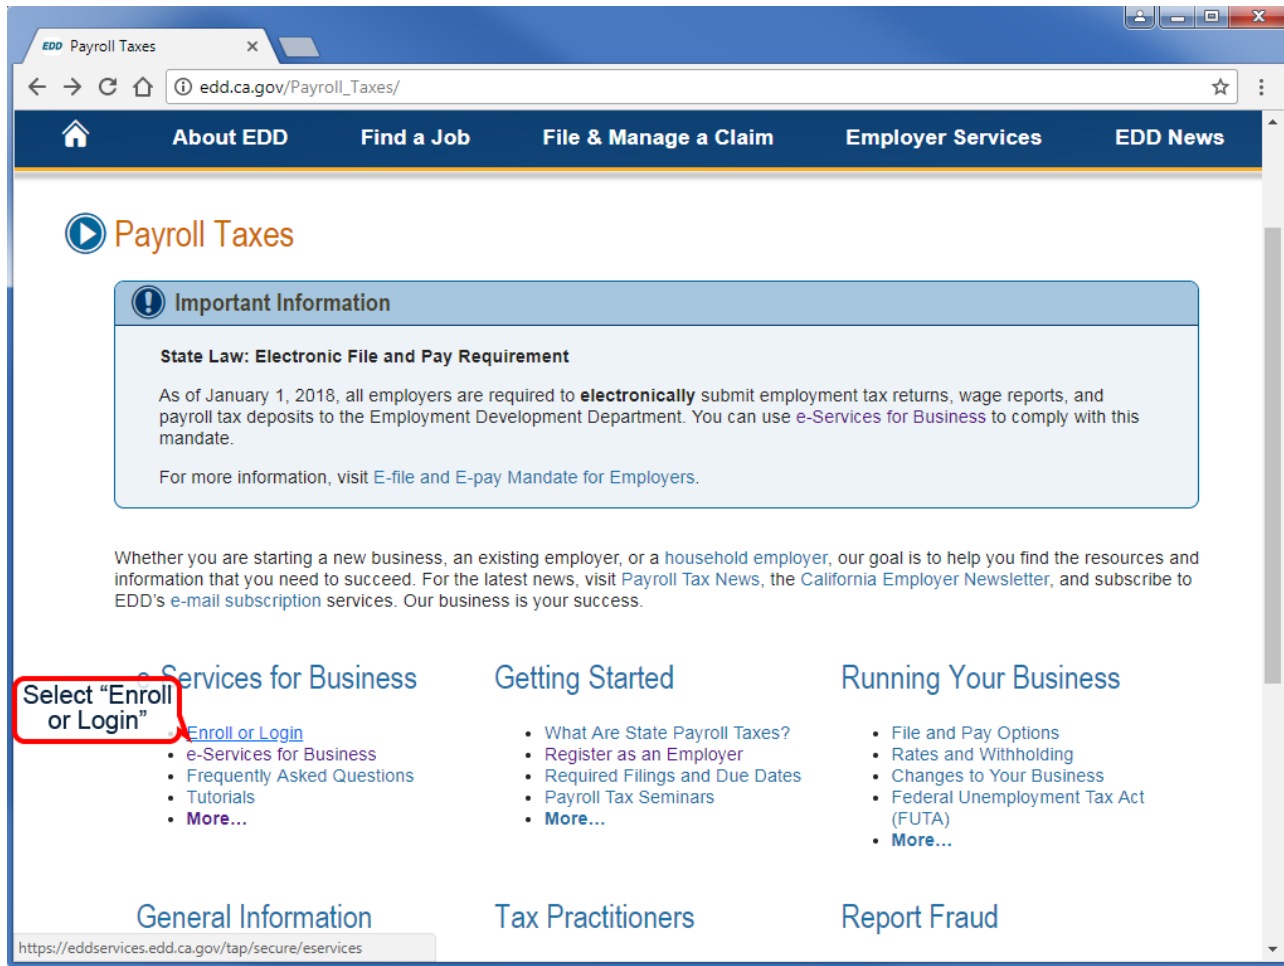 EDD Payroll Taxes
edd.ca.gov/Payroll_Taxes/
About EDD Find a Job File & Manage a Claim Employer Services EDD News
Payroll Taxes
Important Information
State Law: Electronic File and Pay Requirement
As of January 1, 2018, all employers are required to electronically submit employment tax returns, wage reports, and
payroll tax deposits to the Employment Development Department. You can use e-Services for Business to comply with this
mandate.
For more information, visit E-file and E-pay Mandate for Employers.
Whether you are starting a new business, an existing employer, or a household employer, our goal is to help you find the resources and
information that you need to succeed. For the latest news, visit Payroll Tax News, the California Employer Newsletter, and subscribe to
EDD's e-mail subscription services. Our business is your success.
e-Services for Business
Select “Enroll
or Login”
• Enroll or Login
• e-Services for Business
• Frequently Asked Questions
• Tutorials
• More...
Getting Started
• What Are State Payroll Taxes?
• Register as an Employer
• Required Filings and Due Dates
• Payroll Tax Seminars
• More...
Running Your Business
• File and Pay Options
• Rates and Withholding
• Changes to Your Business
• Federal Unemployment Tax Act
(FUTA)
• More...
General Information
Tax Practitioners
Report Fraud
https://eddservices.edd.ca.gov/tap/secure/eservices